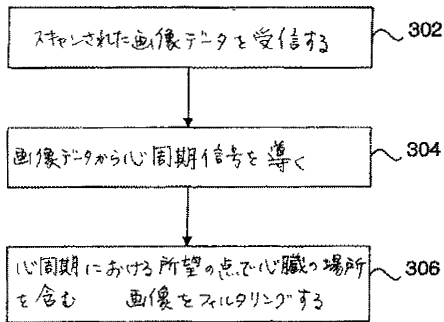 スキャンされた画像データを受信する
302
画像データから心周期信号を導く
304
心周期における所望の点で心臓の場所
を含む 画像をフィルタリングする
306